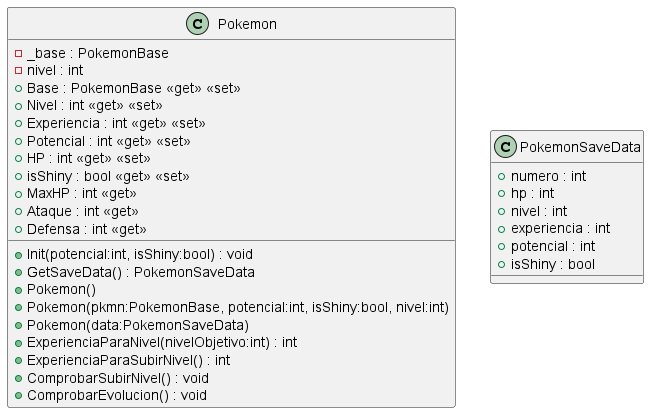 C Pokemon
_base : PokemonBase
nivel : int
Base : PokemonBase «get» «set»
Nivel : int «get» «set»
Experiencia : int «get» «set»
Potencial : int «get» «set»
HP : int «get» «set»
isShiny : bool «get» «set»
MaxHP : int «get»
Ataque : int «get»
Defensa : int «get»
Init(potencial:int, isShiny:bool) : void
GetSaveData() : PokemonSaveData
Pokemon()
Pokemon(pkmn:PokemonBase, potencial:int, isShiny:bool, nivel:int)
Pokemon(data:PokemonSaveData)
ExperienciaParaNivel(nivelObjetivo:int) : int
ExperienciaParaSubirNivel() : int
ComprobarSubirNivel() : void
ComprobarEvolucion() : void
C PokemonSaveData
numero : int
hp : int
nivel : int
experiencia : int
potencial : int
isShiny : bool